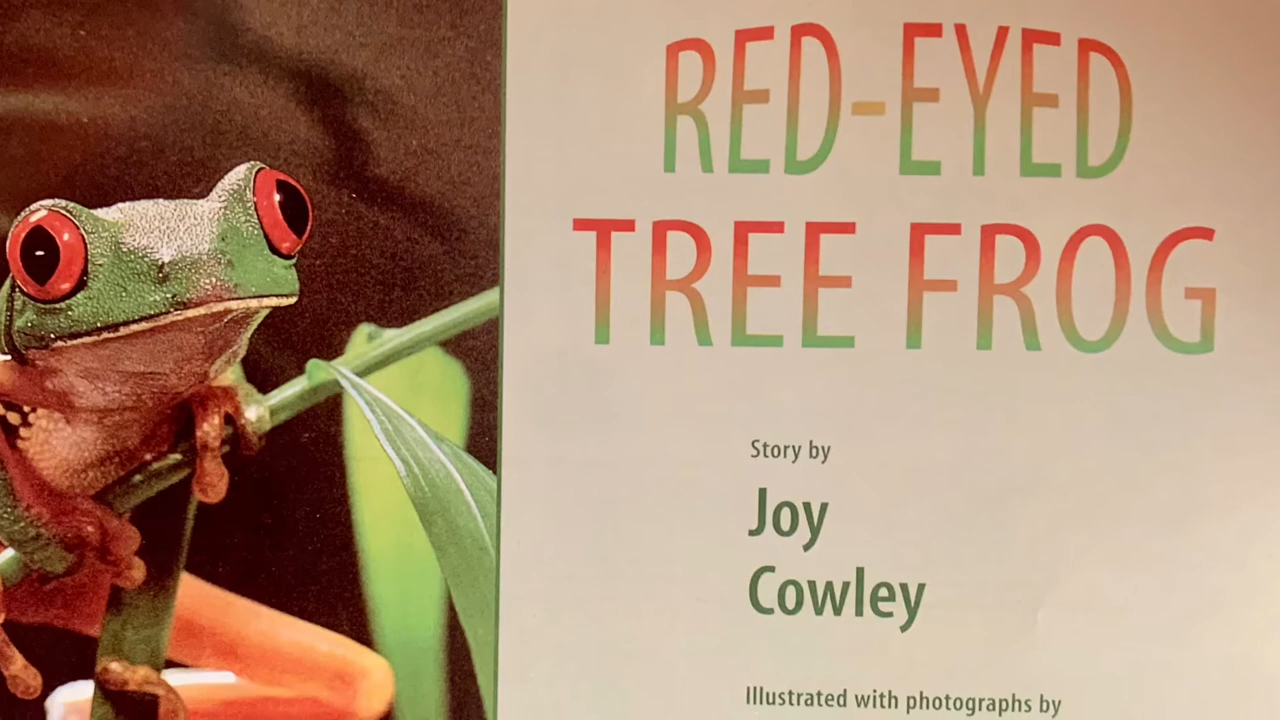 RED-EYED
TREE FROG
Story by
Joy
Cowley
Illustrated with photographs by